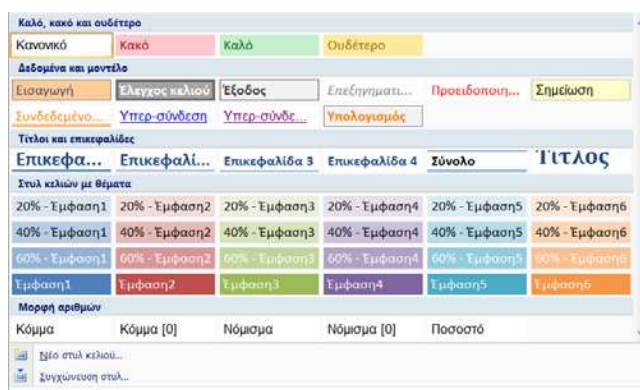 Καλό, κακό και ουδέτερο
Κανονικό Κακό Καλό Ουδέτερο
Δεδομένα και μοντέλο
Εισαγωγή Έλεγχος κελιού Έξοδος Επεξηγηματι... Προειδοποιη... Σημείωση
Συνδεδεμένο... Υπερ-σύνδεση Υπερ-σύνδε... Υπολογισμός
Τίτλοι και επικεφαλίδες
Επικεφα... Επικεφαλί... Επικεφαλίδα 3 Επικεφαλίδα 4 Σύνολο Τίτλος
Στυλ κελιών με θέματα
20% - Έμφαση1 20% - Έμφαση2 20% - Έμφαση3 20% - Έμφαση4 20% - Έμφαση5 20% - Έμφαση6
40% - Έμφαση1 40% - Έμφαση2 40% - Έμφαση3 40% - Έμφαση4 40% - Έμφαση5 40% - Έμφαση6
60% - Έμφαση1 60% - Έμφαση2 60% - Έμφαση3 60% - Έμφαση4 60% - Έμφαση5 60% - Έμφαση6
Έμφαση1 Έμφαση2 Έμφαση3 Έμφαση4 Έμφαση5 Έμφαση6
Μορφή αριθμών
Κόμμα Κόμμα [0] Νόμισμα Νόμισμα [0] Ποσοστό
Νέο στυλ κελιού...
Συγχώνευση στυλ...